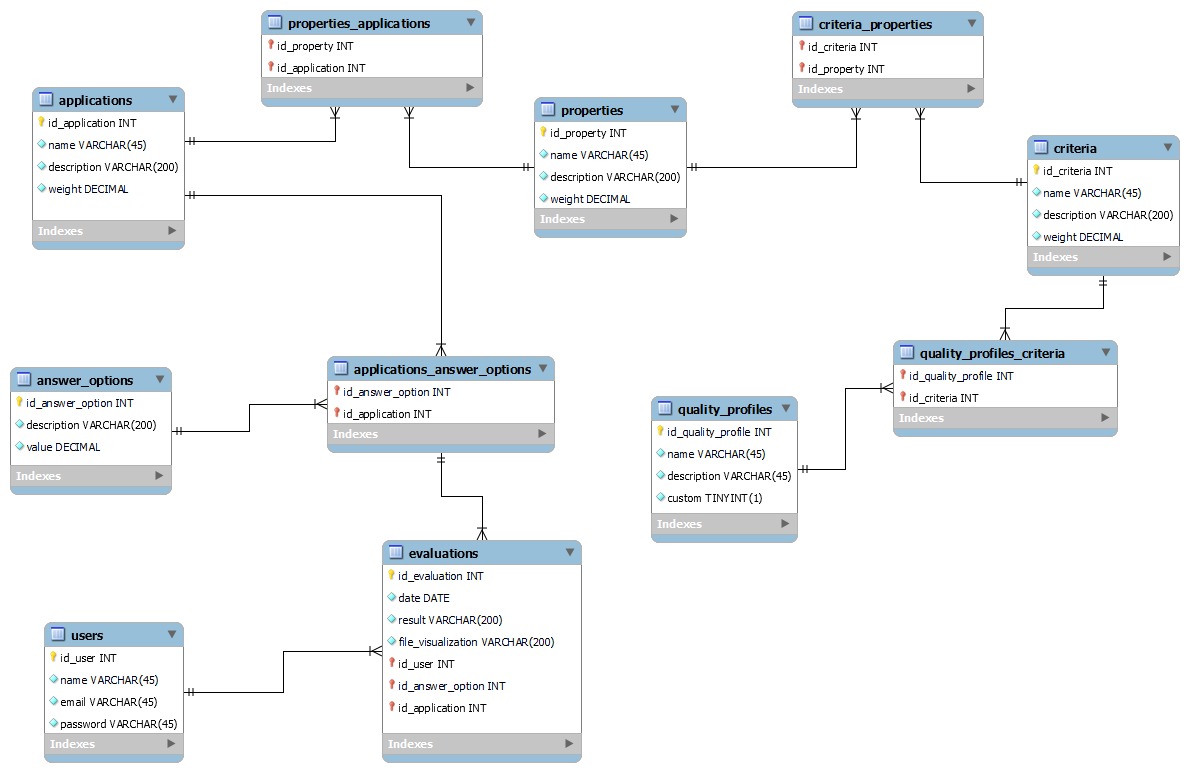 properties_applications
id_property INT
id_application INT
Indexes
criteria_properties
id_criteria INT
id_property INT
Indexes
applications
id_application INT
name VARCHAR(45)
description VARCHAR(200)
weight DECIMAL
Indexes
properties
id_property INT
name VARCHAR(45)
description VARCHAR(200)
weight DECIMAL
Indexes
criteria
id_criteria INT
name VARCHAR(45)
description VARCHAR(200)
weight DECIMAL
Indexes
answer_options
id_answer_option INT
description VARCHAR(200)
value DECIMAL
Indexes
applications_answer_options
id_answer_option INT
id_application INT
Indexes
quality_profiles_criteria
id_quality_profile INT
id_criteria INT
Indexes
quality_profiles
id_quality_profile INT
name VARCHAR(45)
description VARCHAR(45)
custom TINYINT(1)
Indexes
evaluations
id_evaluation INT
date DATE
result VARCHAR(200)
file_visualization VARCHAR(200)
id_user INT
id_answer_option INT
id_application INT
Indexes
users
id_user INT
name VARCHAR(45)
email VARCHAR(45)
password VARCHAR(45)
Indexes